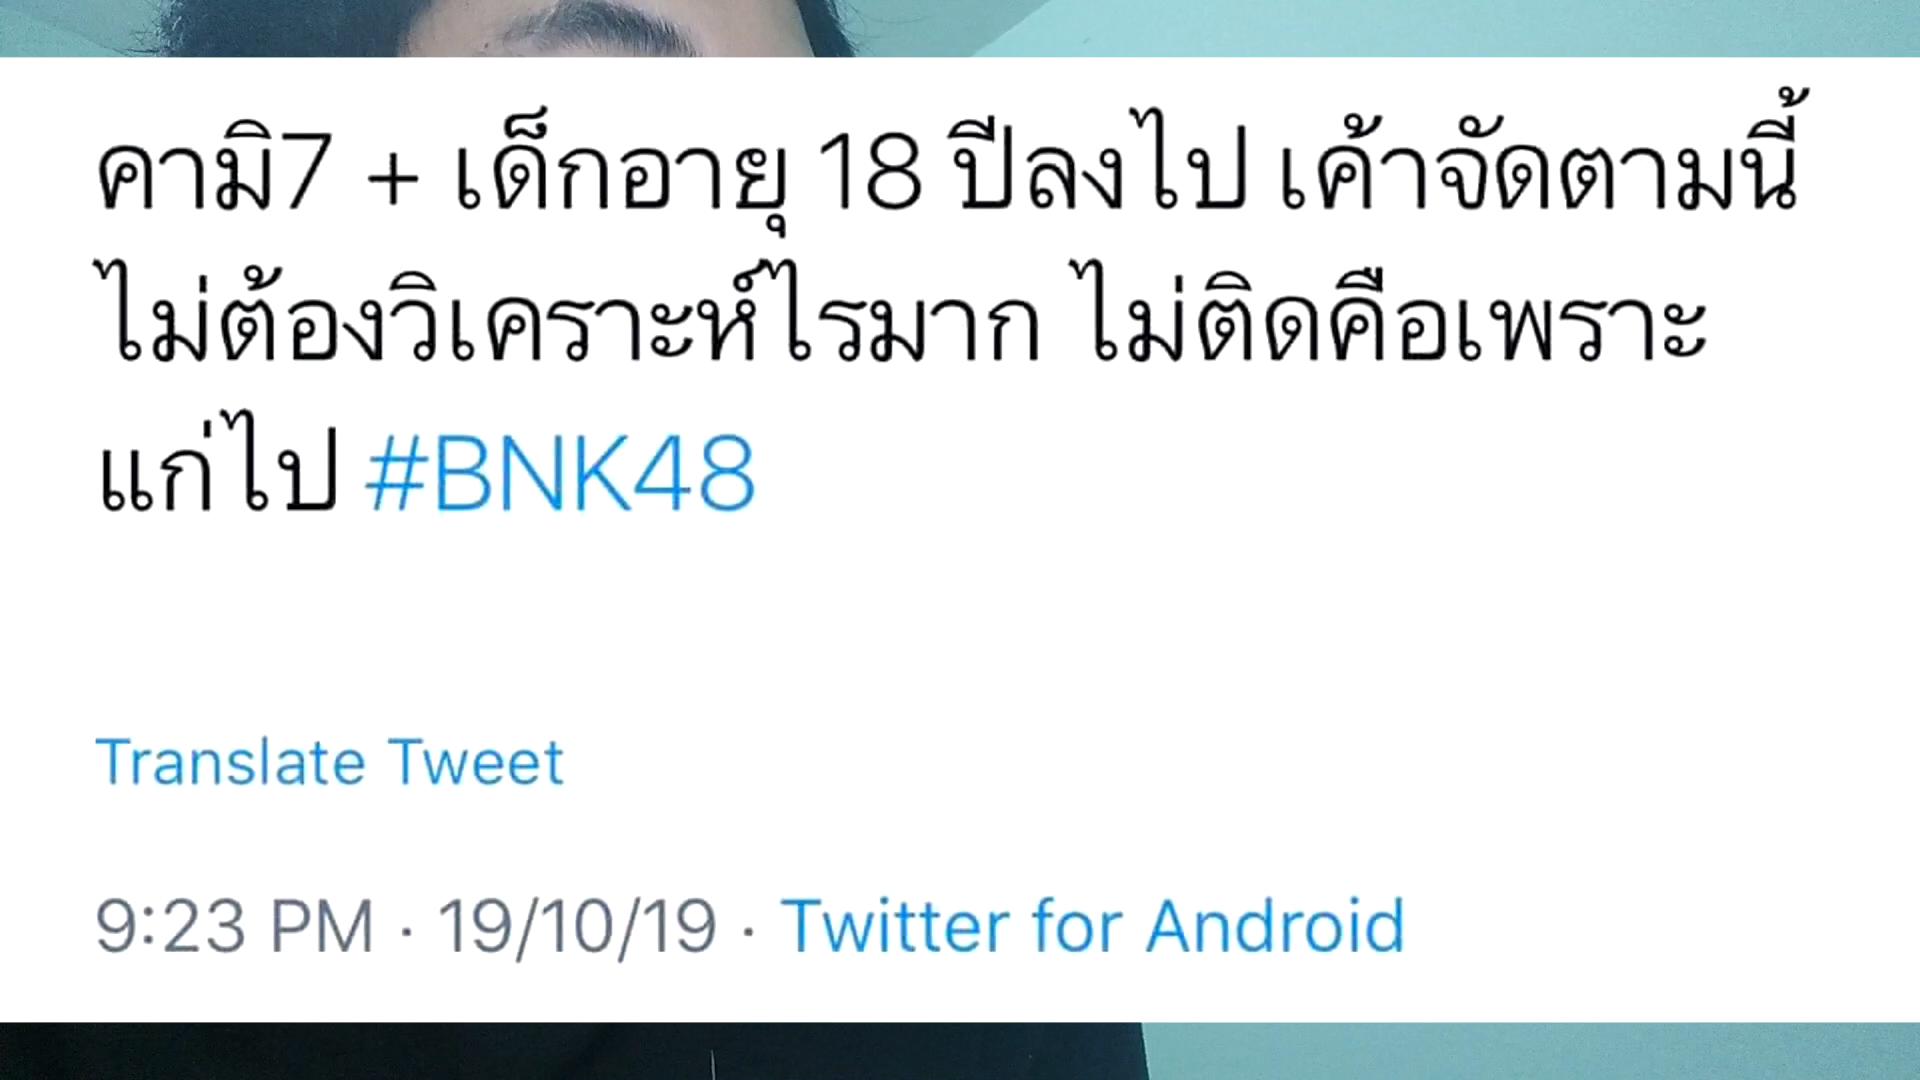 คามิ7 + เด็กอายุ 18 ปีลงไป เค้าจัดตามนี้
ไม่ต้องวิเคราะห์ไรมาก ไม่ติดคือเพราะ
แก่ไป #BNK48
Translate Tweet
9:23 PM · 19/10/19 · Twitter for Android